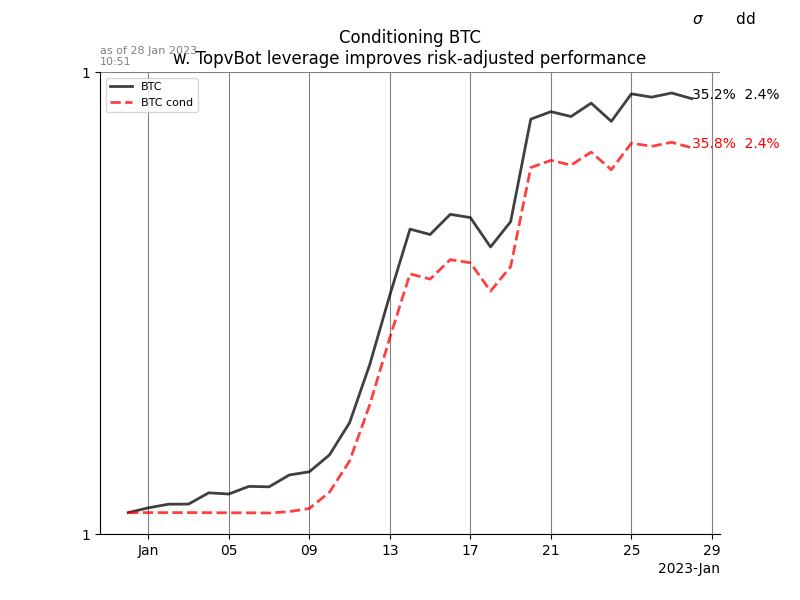 σ dd
Conditioning BTC
as of 28 Jan 2023
10:51
w. TopvBot leverage improves risk-adjusted performance
1
BTC
BTC cond
35.2% 2.4%
35.8% 2.4%
1
Jan 05 09 13 17 21 25 29
2023-Jan